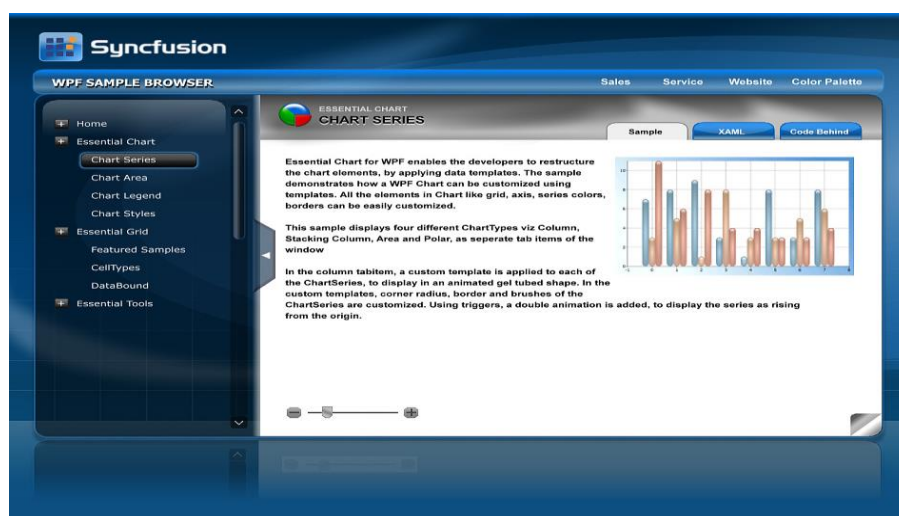 Syncfusion
WPF SAMPLE BROWSER
Sales Service Website Color Palette
Home
Essential Chart
Chart Series
Chart Area
Chart Legend
Chart Styles
Essential Grid
Featured Samples
CellTypes
DataBound
Essential Tools
ESSENTIAL CHART
CHART SERIES
Sample XAML Code Behind
Essential Chart for WPF enables the developers to restructure
the chart elements, by applying data templates. The sample
demonstrates how a WPF Chart can be customized using
templates. All the elements in Chart like grid, axis, series colors,
borders can be easily customized.
This sample displays four different ChartTypes viz Column,
Stacking Column, Area and Polar, as seperate tab items of the
window
In the column tabitem, a custom template is applied to each of
the ChartSeries, to display in an animated gel tubed shape. In the
custom templates, corner radius, border and brushes of the
ChartSeries are customized. Using triggers, a double animation is added, to display the series as rising
from the origin.